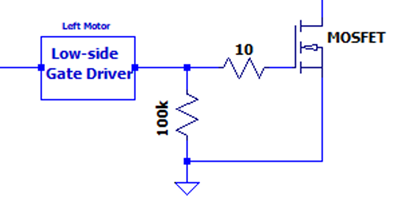 Left Motor
Low-side
Gate Driver
10
MOSFET
100k